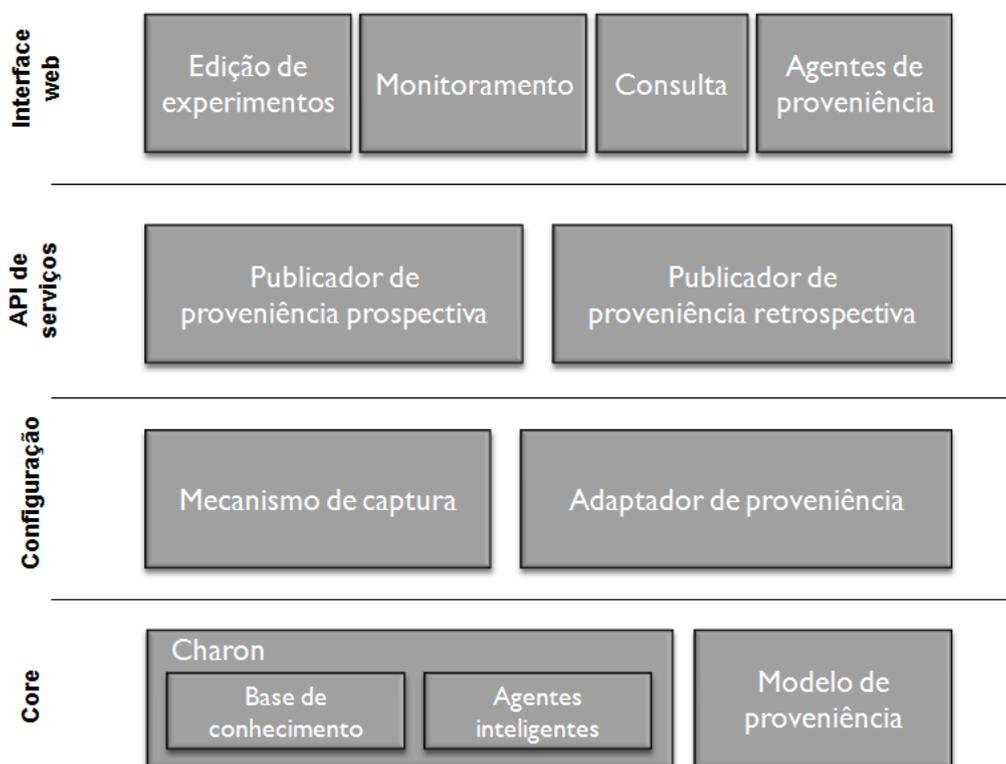 Interface
web
Edição de
experimentos
Monitoramento
Consulta
Agentes de
proveniência
API de
serviços
Publicador de
proveniência prospectiva
Publicador de
proveniência retrospectiva
Configuração
Mecanismo de captura
Adaptador de proveniência
Core
Charon
Base de
conhecimento
Agentes
inteligentes
Modelo de
proveniência